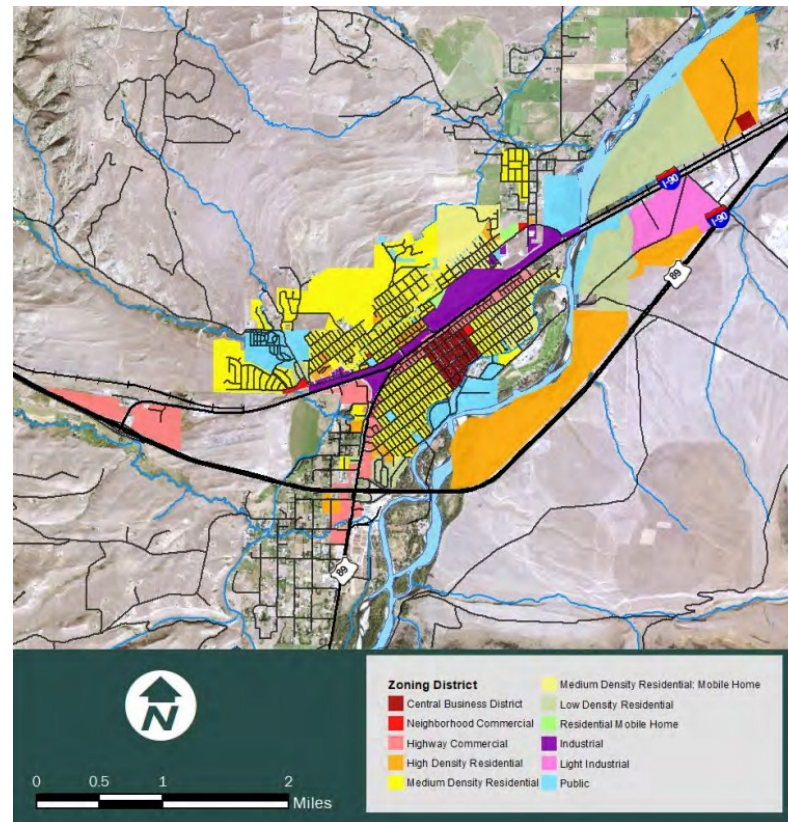 I-90
I-90
89
89
N
Zoning District
Central Business District
Neighborhood Commercial
Highway Commercial
High Density Residential
Medium Density Residential
Medium Density Residential: Mobile Home
Low Density Residential
Residential Mobile Home
Industrial
Light Industrial
Public
0 0.5 1 2
Miles